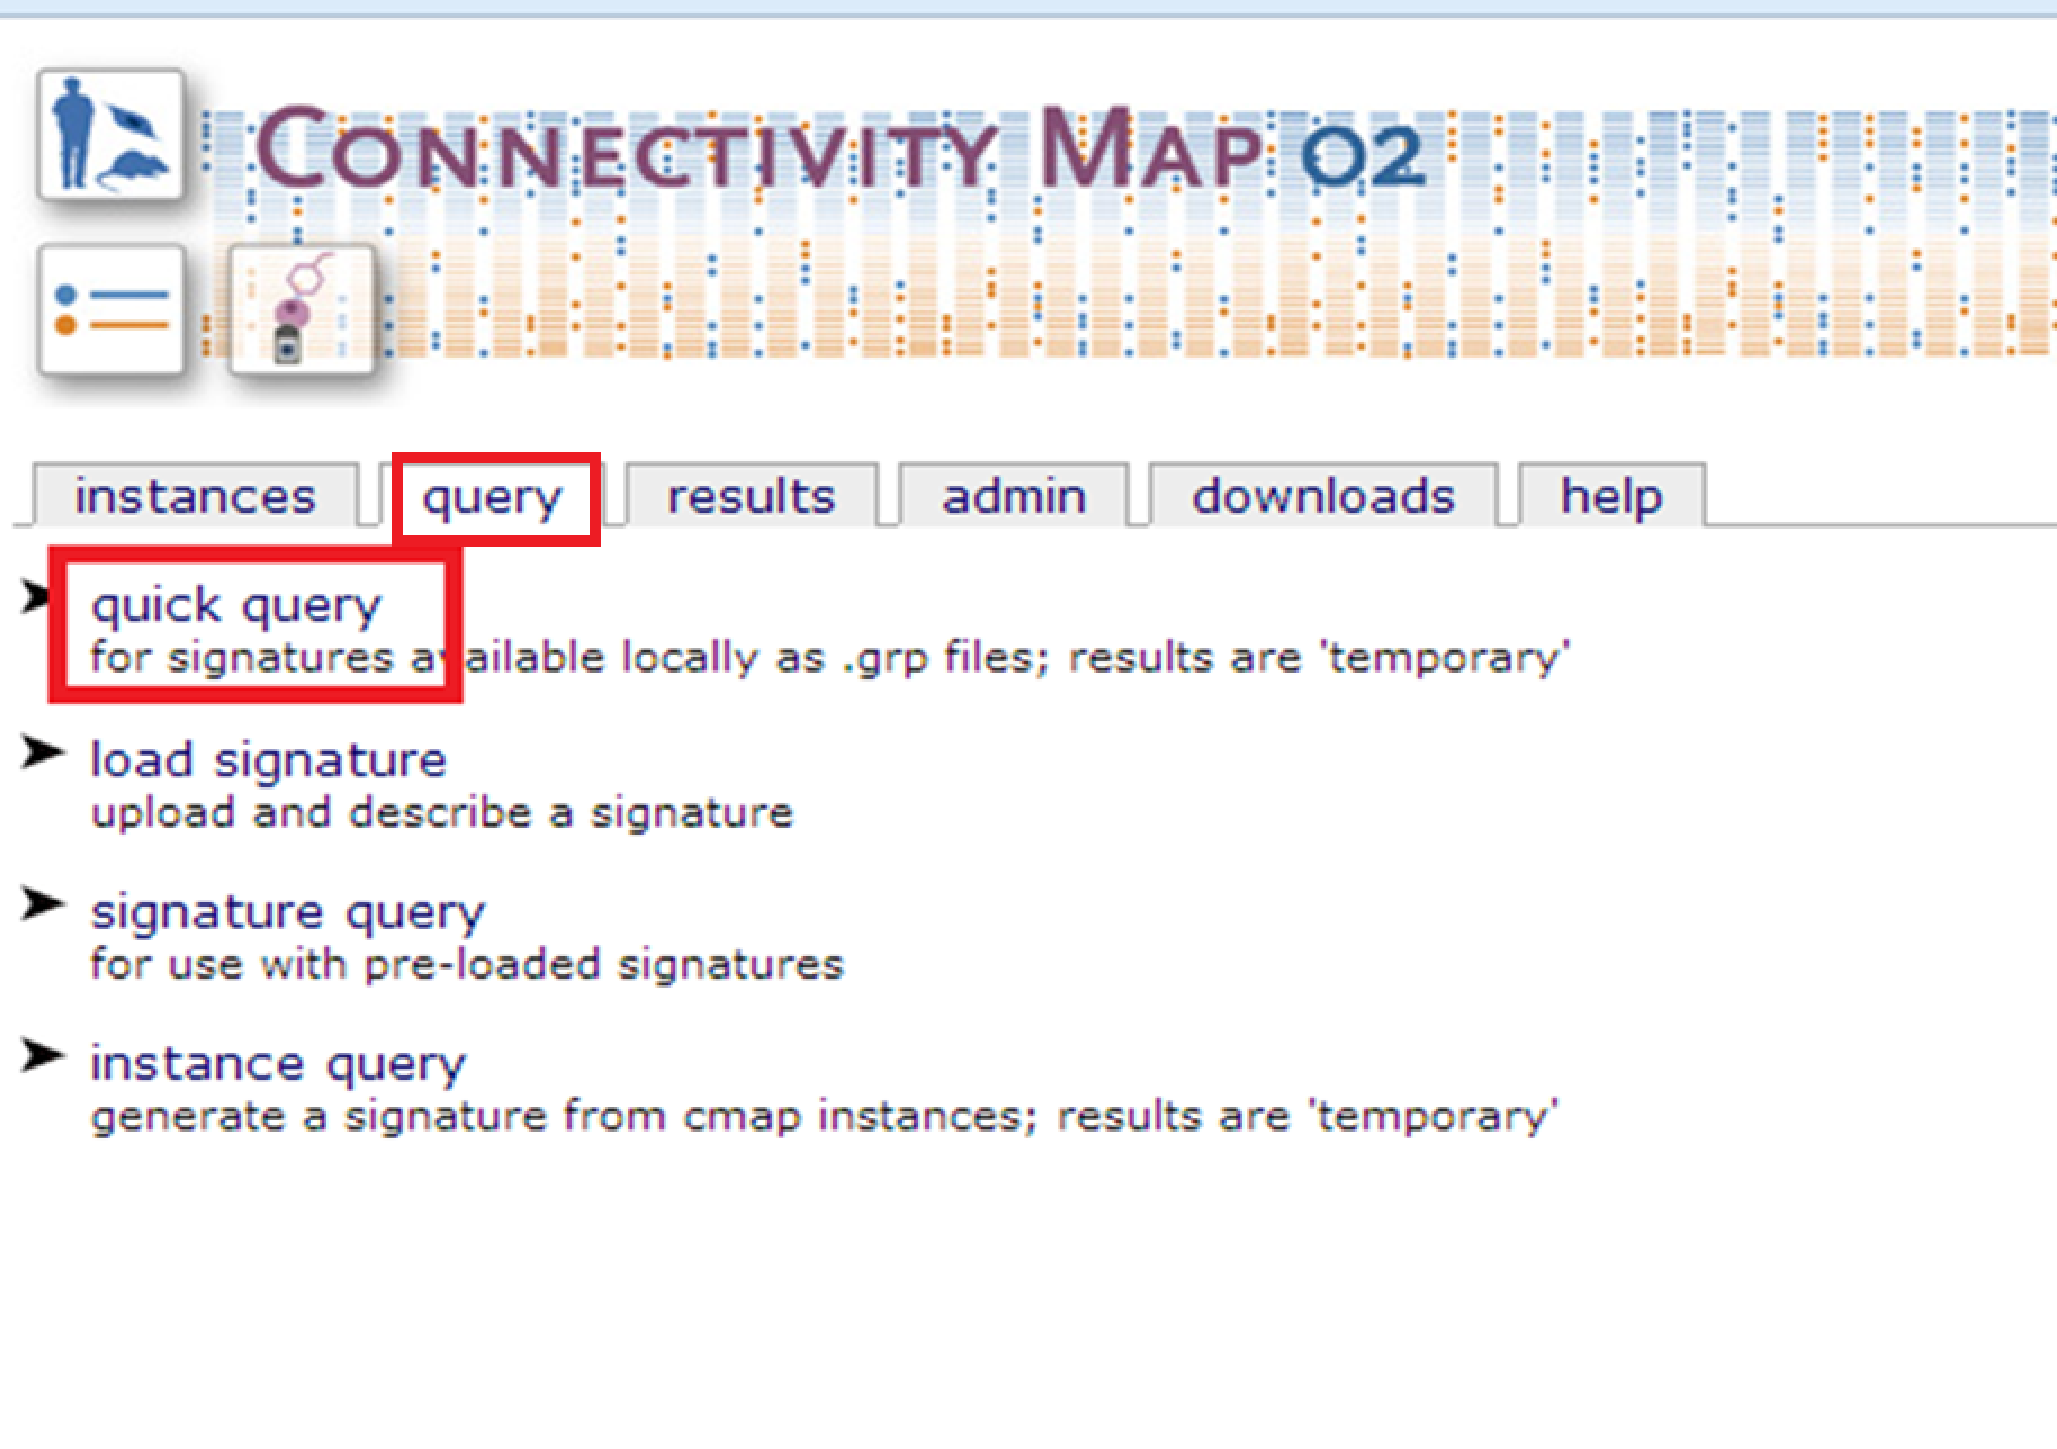 CONNECTIVITY MAP 02
instances query results admin downloads help
quick query
for signatures available locally as .grp files; results are 'temporary'
load signature
upload and describe a signature
signature query
for use with pre-loaded signatures
instance query
generate a signature from cmap instances; results are 'temporary'